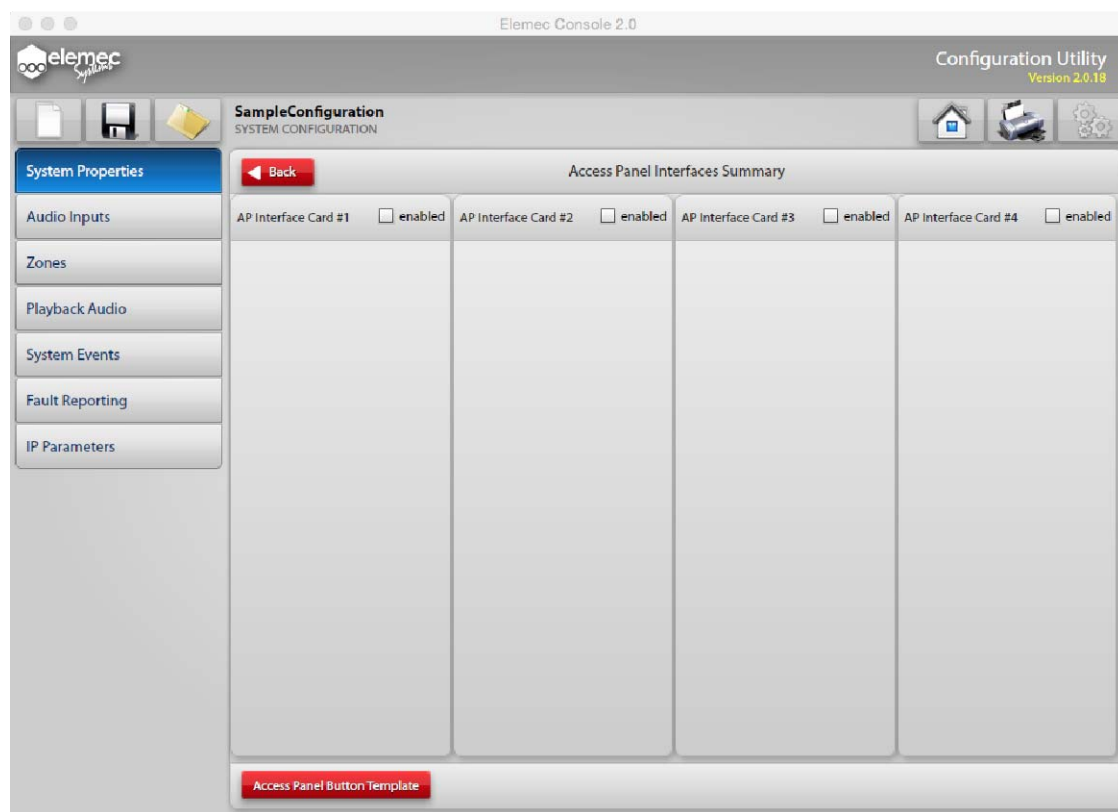 Elemec Console 2.0
elemec
Systems
Configuration Utility
Version 2.0.18
SampleConfiguration
SYSTEM CONFIGURATION
System Properties
Audio Inputs
Zones
Playback Audio
System Events
Fault Reporting
IP Parameters
Back
Access Panel Interfaces Summary
AP Interface Card #1 enabled
AP Interface Card #2 enabled
AP Interface Card #3 enabled
AP Interface Card #4 enabled
Access Panel Button Template